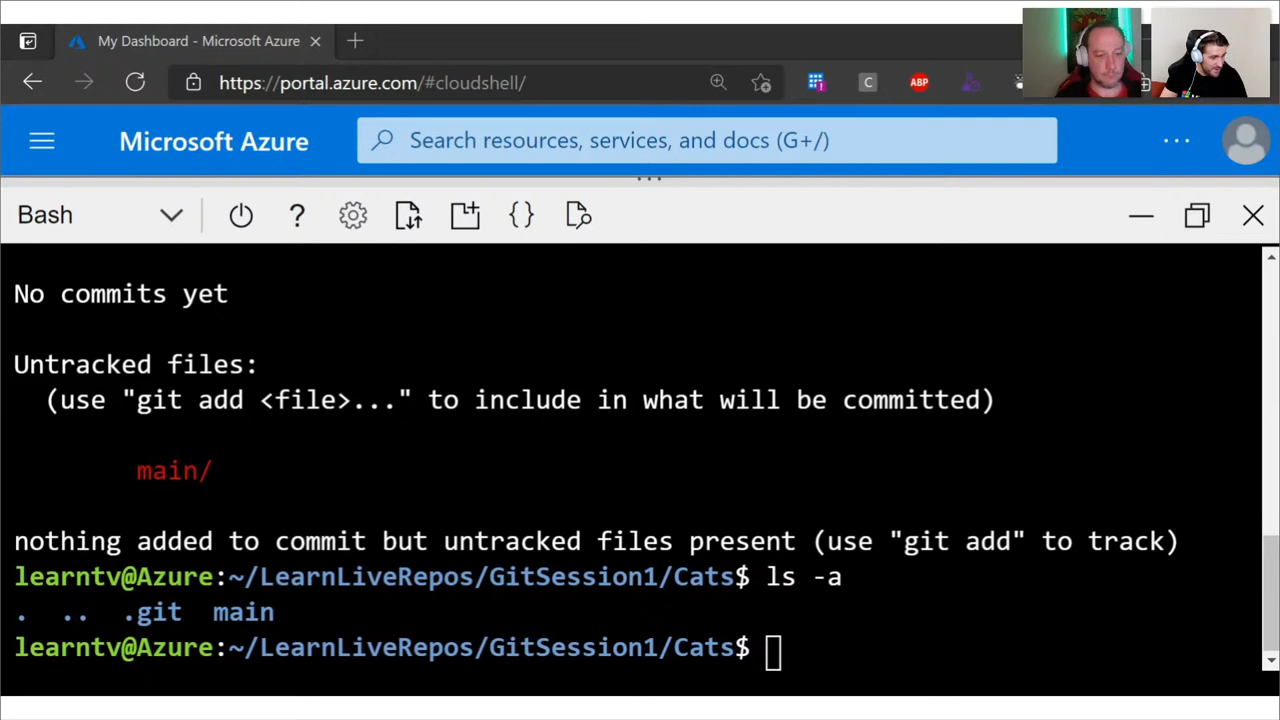 My Dashboard - Microsoft Azure
https://portal.azure.com/#cloudshell/
ABP
C
Microsoft Azure
Search resources, services, and docs (G+/)
Bash
No commits yet
Untracked files:
(use "git add <file>..." to include in what will be committed)
main/
nothing added to commit but untracked files present (use "git add" to track)
learntv@Azure:~/LearnLiveRepos/GitSession1/Cats$ ls -a
. .. .git main
learntv@Azure:~/LearnLiveRepos/GitSession1/Cats$